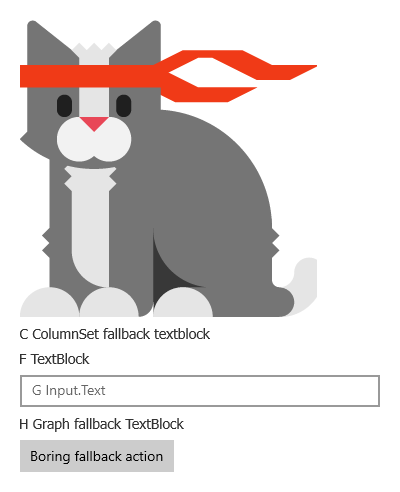 C ColumnSet fallback textblock
F TextBlock
G Input.Text
H Graph fallback TextBlock
Boring fallback action